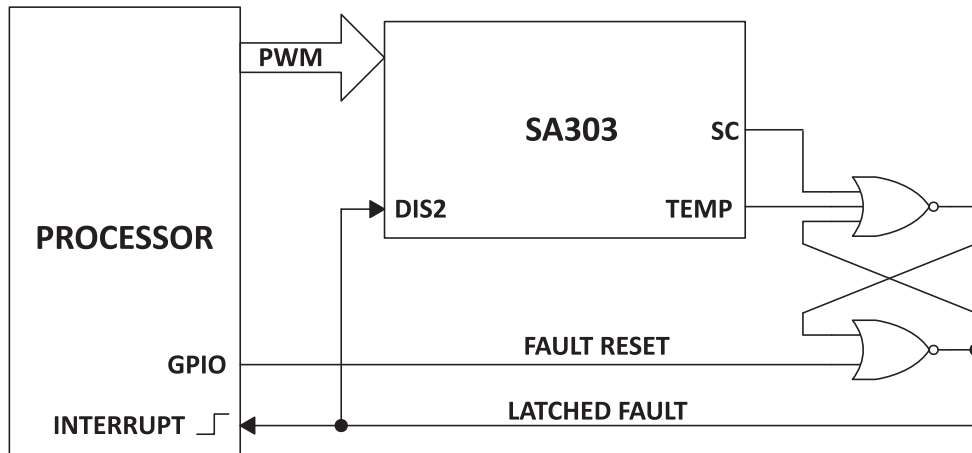 PWM
SA303
SC
DIS2
TEMP
PROCESSOR
FAULT RESET
GPIO
LATCHED FAULT
INTERRUPT